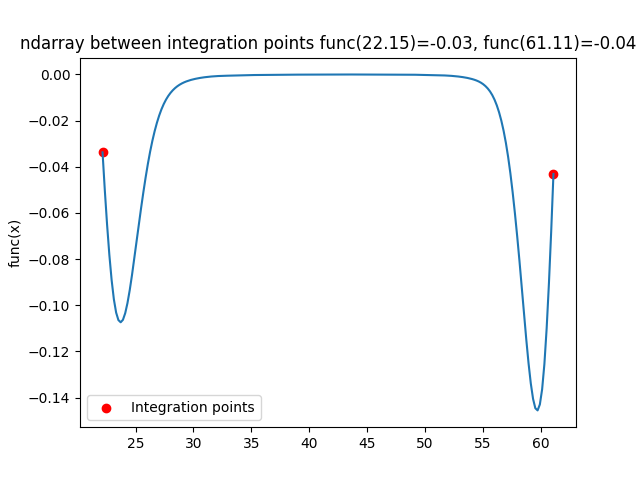 ndarray between integration points func(22.15)=-0.03, func(61.11)=-0.04
0.00
−0.02
−0.04
−0.06
−0.08
−0.10
−0.12
−0.14
func(x)
Integration points
25 30 35 40 45 50 55 60